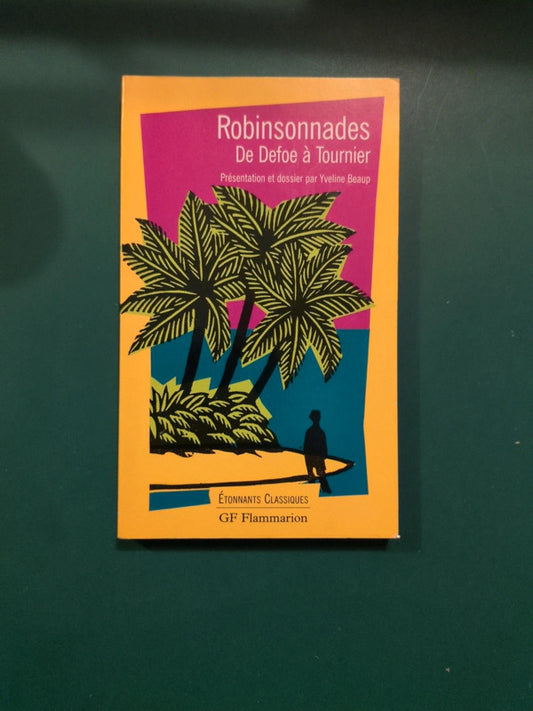 Robinsonnades
De Defoe à Tournier
Présentation et dossier par Yveline Beaup
ÉTONNANTS CLASSIQUES
GF Flammarion